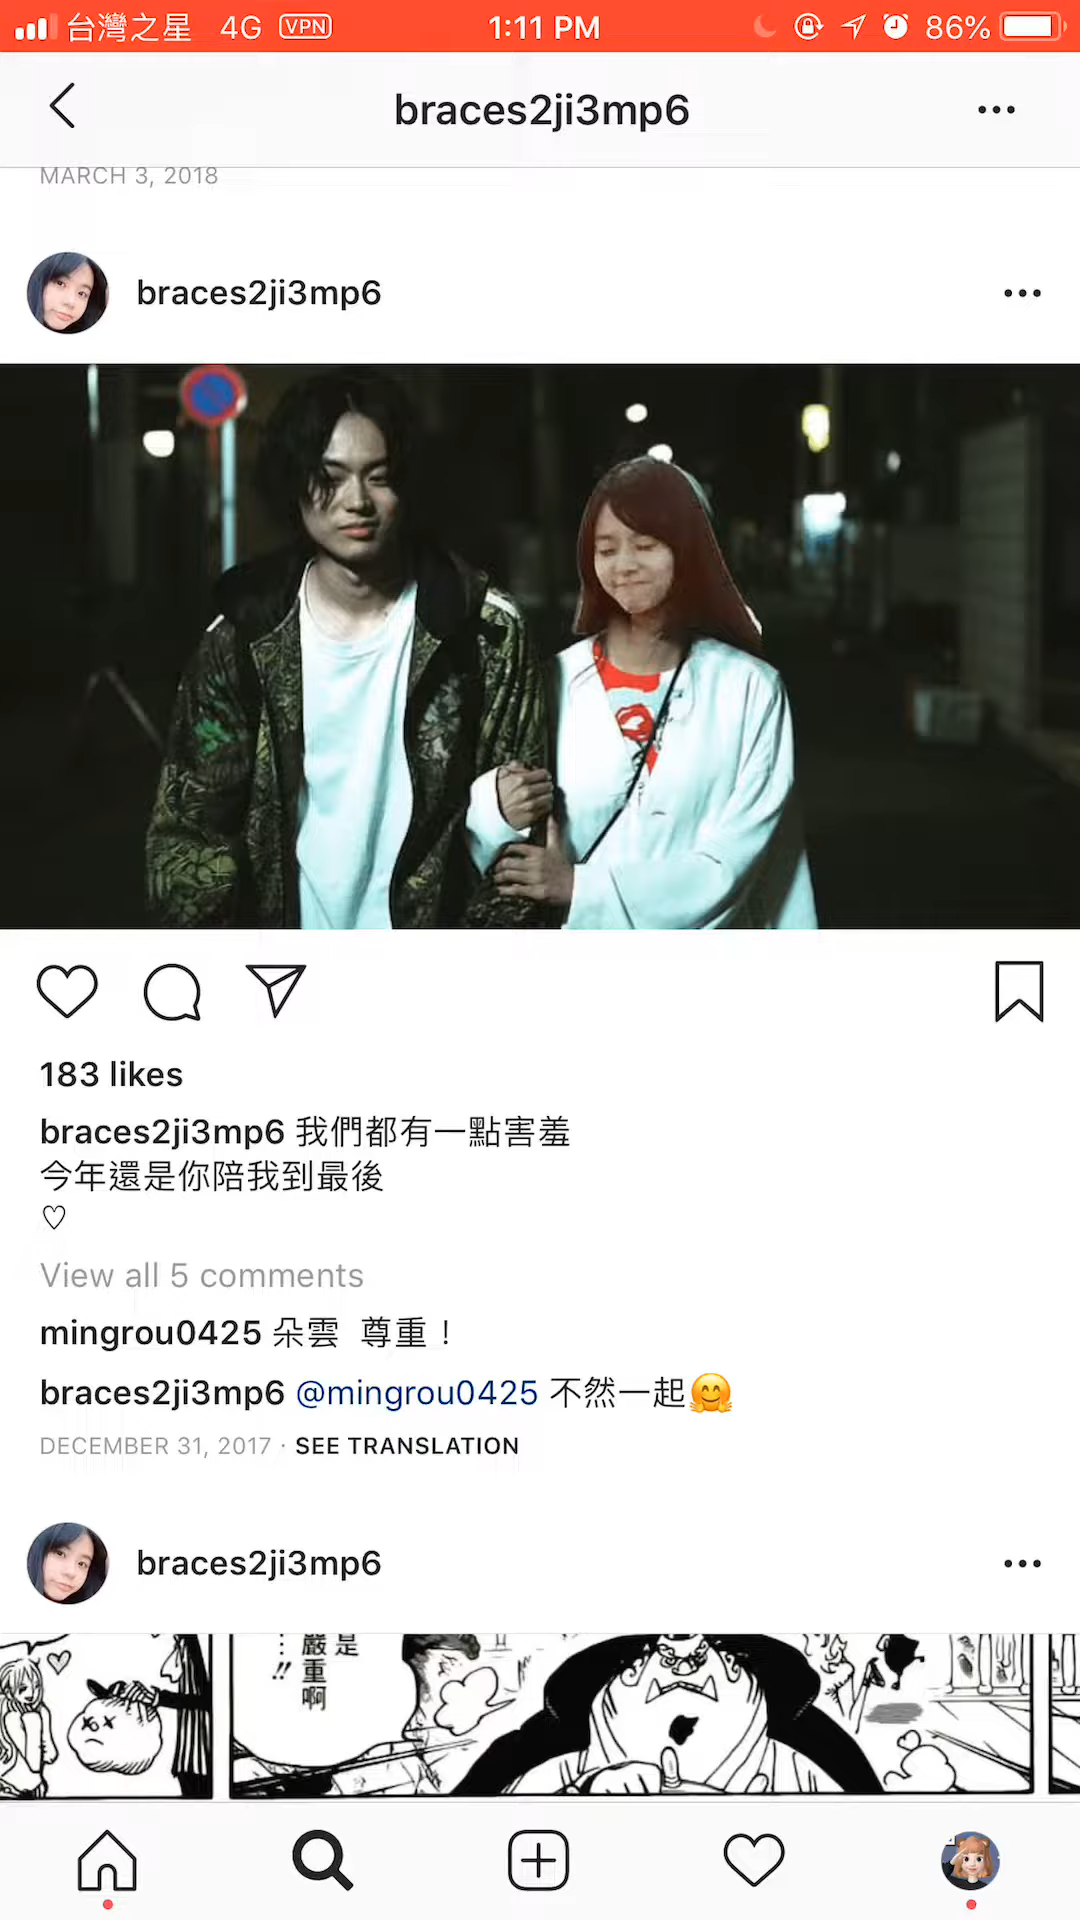 台灣之星 4G VPN 1:11 PM 86%
braces2ji3mp6
MARCH 3, 2018
braces2ji3mp6
183 likes
braces2ji3mp6 我們都有一點害羞
今年還是你陪我到最後
♡
View all 5 comments
mingrou0425 朵雲 尊重！
braces2ji3mp6 @mingrou0425 不然一起🤗
DECEMBER 31, 2017 · SEE TRANSLATION
braces2ji3mp6
是
嚴重啊
…!!